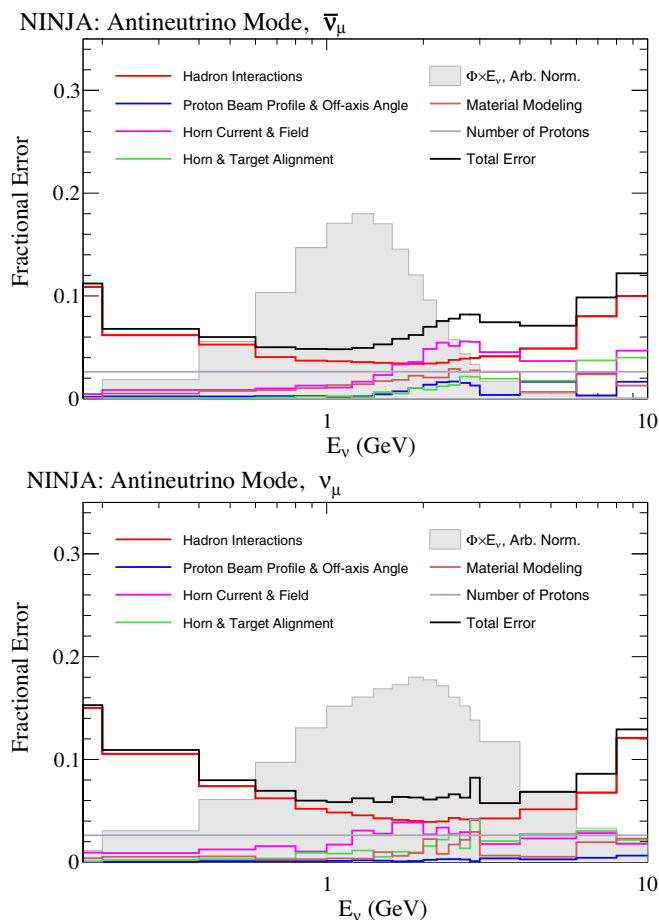 NINJA: Antineutrino Mode, ν̅μ
0.3
Hadron Interactions
Φ×Eν, Arb. Norm.
Proton Beam Profile & Off-axis Angle
Material Modeling
Horn Current & Field
Number of Protons
Horn & Target Alignment
Total Error
0.2
Fractional Error
0.1
0
1
10
Eν (GeV)
NINJA: Antineutrino Mode, νμ
0.3
Hadron Interactions
Φ×Eν, Arb. Norm.
Proton Beam Profile & Off-axis Angle
Material Modeling
Horn Current & Field
Number of Protons
Horn & Target Alignment
Total Error
0.2
Fractional Error
0.1
0
1
10
Eν (GeV)